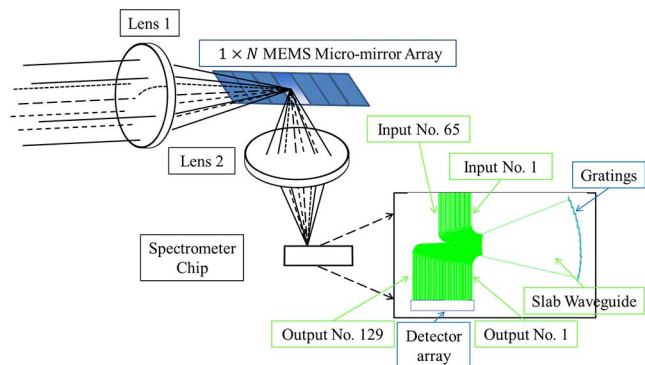 Lens 1
1 × N MEMS Micro-mirror Array
Lens 2
Input No. 65
Input No. 1
Gratings
Spectrometer
Chip
Slab Waveguide
Output No. 129
Detector
array
Output No. 1